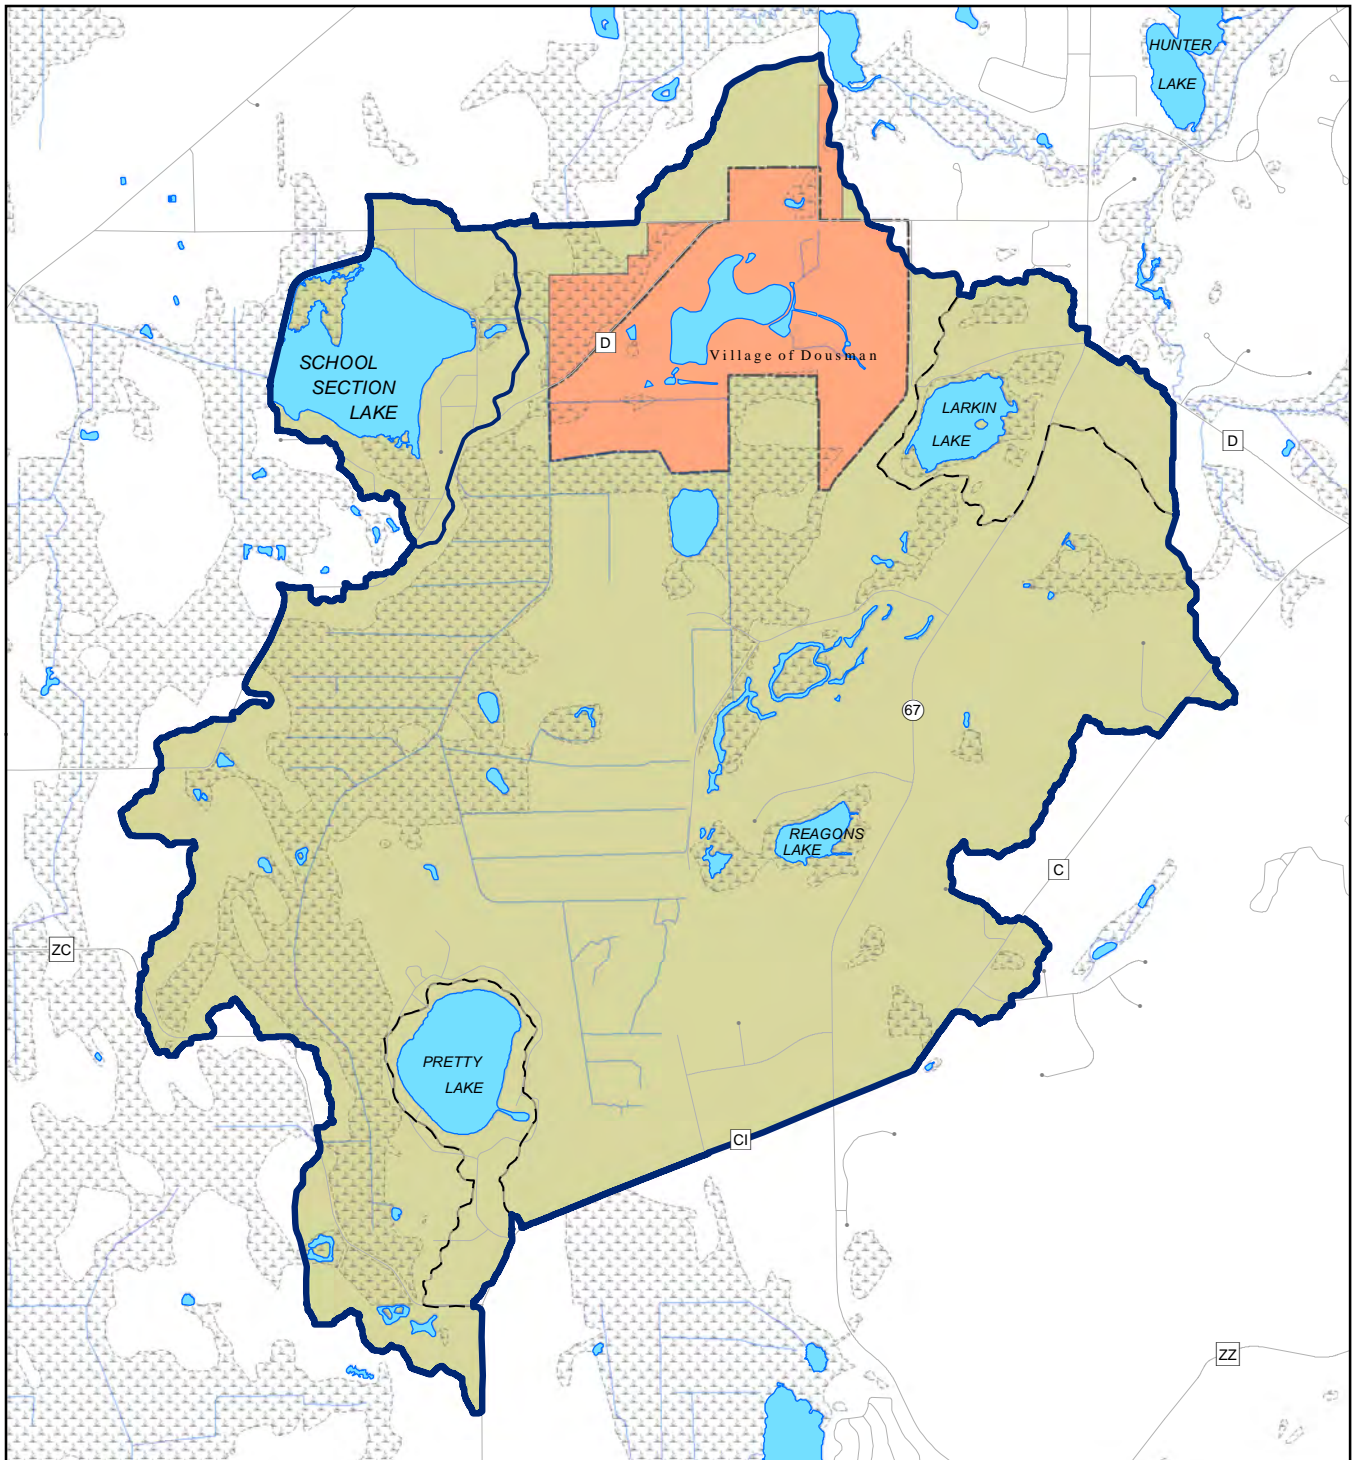 HUNTER
LAKE
SCHOOL
SECTION
LAKE
D
Village of Dousman
LARKIN
LAKE
D
67
REAGONS
LAKE
C
ZC
PRETTY
LAKE
CI
ZZ